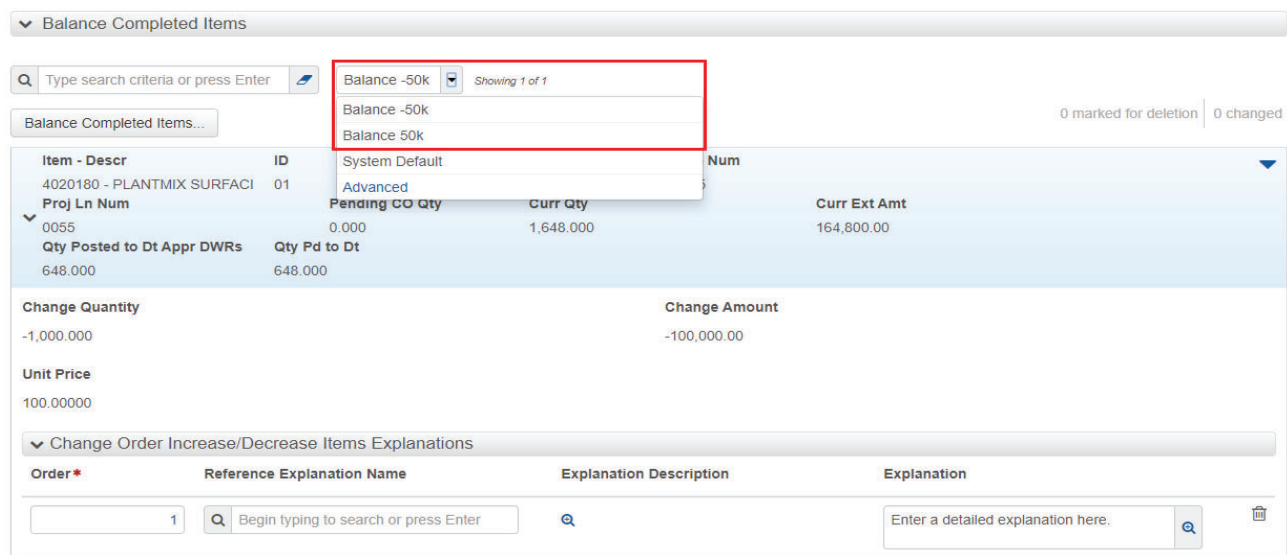 Balance Completed Items
Type search criteria or press Enter Balance -50k Showing 1 of 1
Balance -50k
Balance Completed Items... 0 marked for deletion 0 changed
Balance 50k
Item - Descr ID System Default Num
4020180 - PLANTMIX SURFACI 01 Advanced
Proj Ln Num Pending CO Qty Curr Qty Curr Ext Amt
0055 0.000 1,648.000 164,800.00
Qty Posted to Dt Appr DWRs Qty Pd to Dt
648.000 648.000
Change Quantity Change Amount
-1,000.000 -100,000.00
Unit Price
100.00000
Change Order Increase/Decrease Items Explanations
Order* Reference Explanation Name Explanation Description Explanation
1 Begin typing to search or press Enter Enter a detailed explanation here.